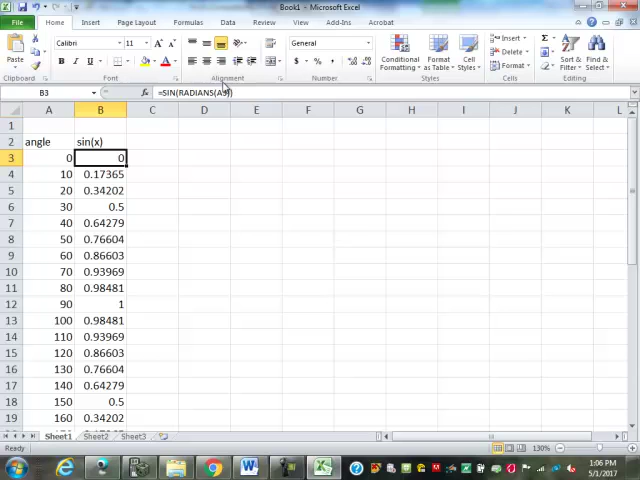 Book1 - Microsoft Excel
File Home Insert Page Layout Formulas Data Review View Add-Ins Acrobat
Paste
Calibri 11 A A
B I U
General
$ % ,
Conditional Formatting
Format as Table
Cell Styles
Insert
Delete
Format
Sort & Filter
Find & Select
Clipboard Font Alignment Number Styles Cells Editing
B3 fx =SIN(RADIANS(A3))
A B C D E F G H I J K L
1
2 angle sin(x)
3 0 0
4 10 0.17365
5 20 0.34202
6 30 0.5
7 40 0.64279
8 50 0.76604
9 60 0.86603
10 70 0.93969
11 80 0.98481
12 90 1
13 100 0.98481
14 110 0.93969
15 120 0.86603
16 130 0.76604
17 140 0.64279
18 150 0.5
19 160 0.34202
Sheet1 Sheet2 Sheet3
Ready 130%
1:06 PM
5/1/2017